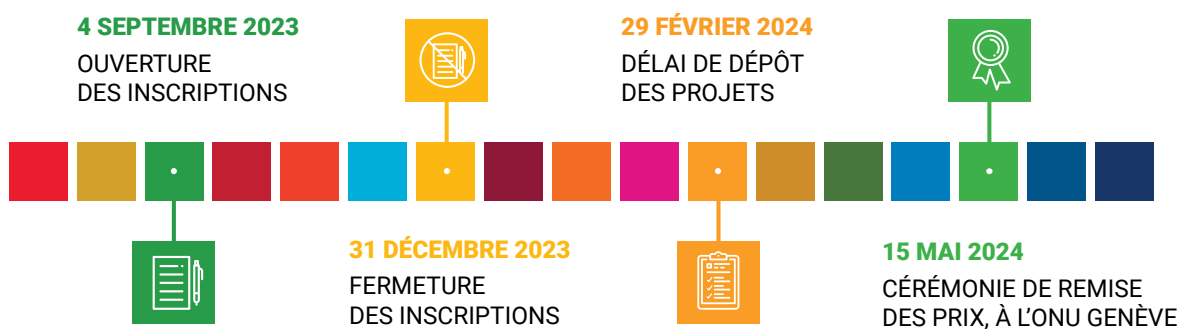 4 SEPTEMBRE 2023
OUVERTURE
DES INSCRIPTIONS
29 FÉVRIER 2024
DÉLAI DE DÉPÔT
DES PROJETS
31 DÉCEMBRE 2023
FERMETURE
DES INSCRIPTIONS
15 MAI 2024
CÉRÉMONIE DE REMISE
DES PRIX, À L’ONU GENÈVE